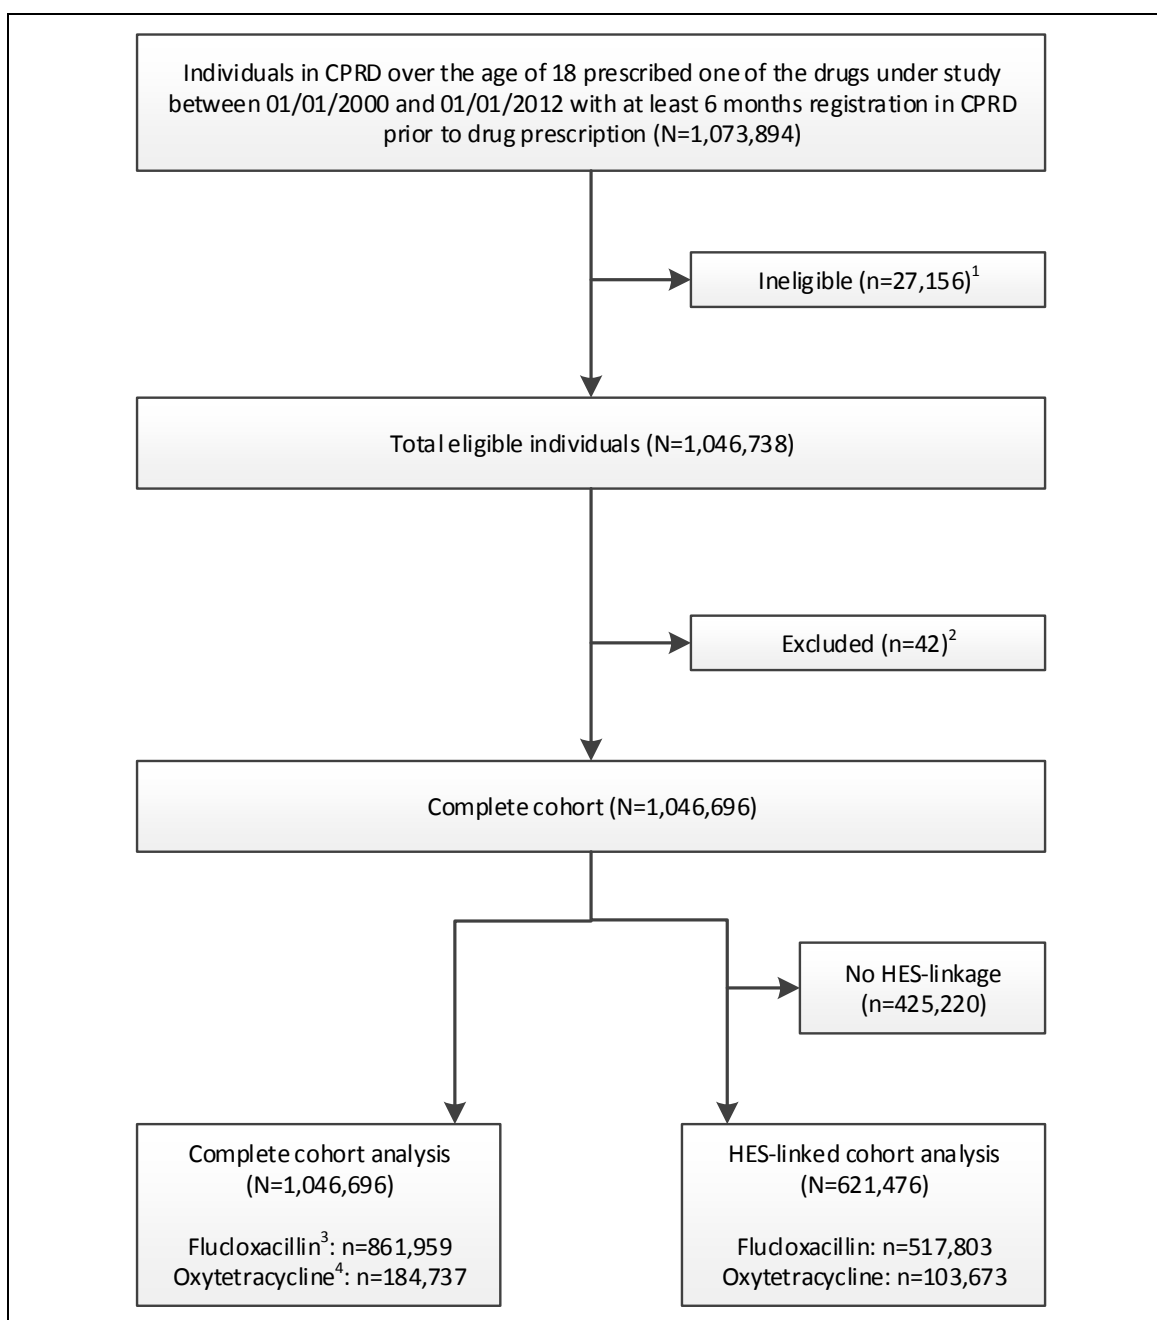 Individuals in CPRD over the age of 18 prescribed one of the drugs under study
between 01/01/2000 and 01/01/2012 with at least 6 months registration in CPRD
prior to drug prescription (N=1,073,894)
Ineligible (n=27,156)¹
Total eligible individuals (N=1,046,738)
Excluded (n=42)²
Complete cohort (N=1,046,696)
No HES-linkage
(n=425,220)
Complete cohort analysis
(N=1,046,696)
Flucloxacillin³: n=861,959
Oxytetracycline⁴: n=184,737
HES-linked cohort analysis
(N=621,476)
Flucloxacillin: n=517,803
Oxytetracycline: n=103,673